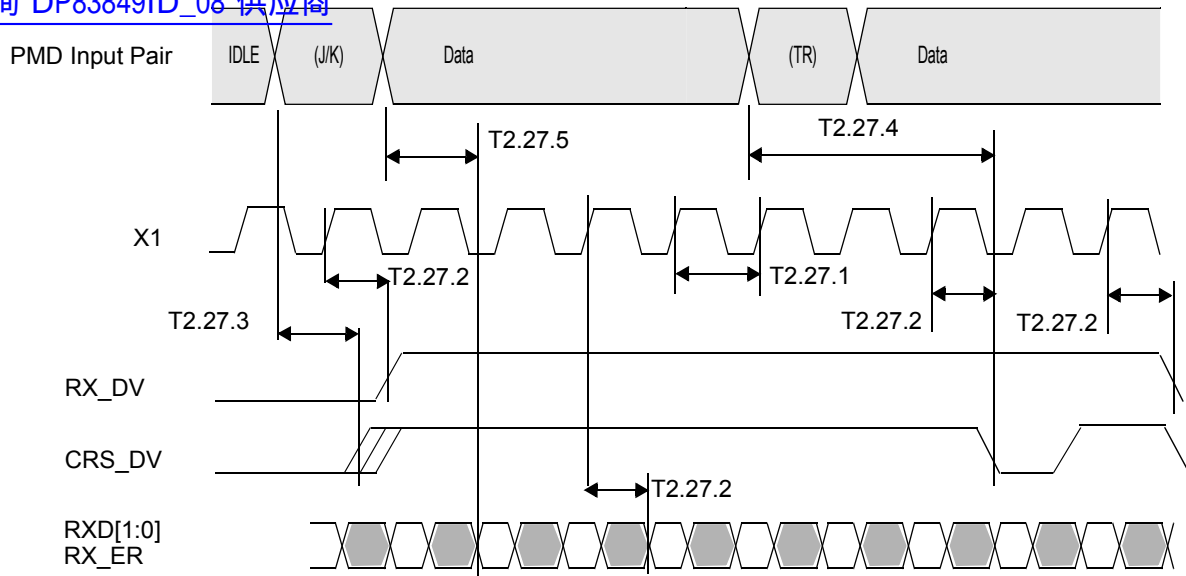 询 DP83849ID_08 供应商
PMD Input Pair IDLE (J/K) Data (TR) Data
T2.27.5 T2.27.4
X1
T2.27.2 T2.27.1
T2.27.3 T2.27.2 T2.27.2
RX_DV
CRS_DV
T2.27.2
RXD[1:0]
RX_ER